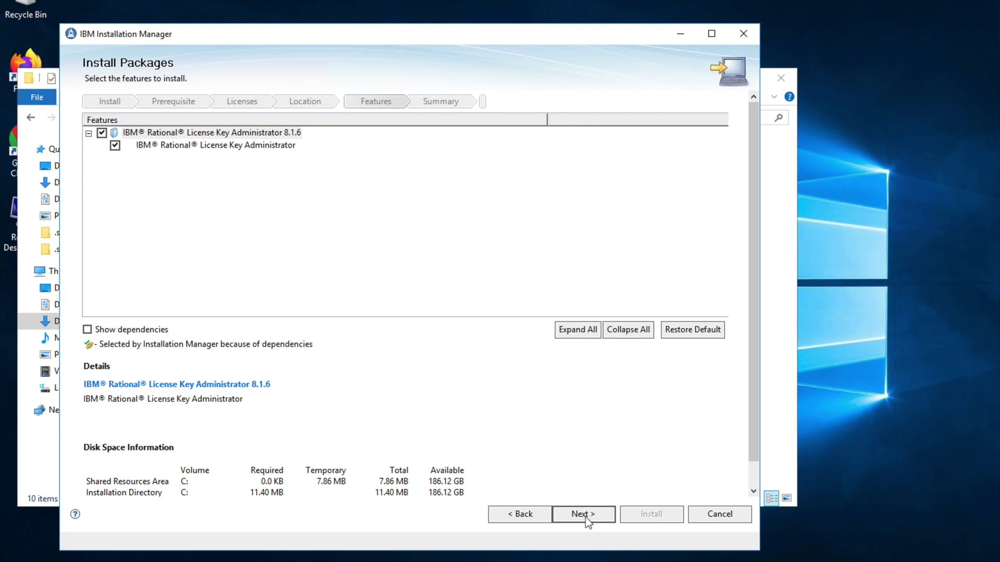 Recycle Bin
IBM Installation Manager
Install Packages
Select the features to install.
File
Install
Prerequisite
Licenses
Location
Features
Summary
Features
IBM® Rational® License Key Administrator 8.1.6
IBM® Rational® License Key Administrator
Show dependencies
Expand All
Collapse All
Restore Default
- Selected by Installation Manager because of dependencies
Details
IBM® Rational® License Key Administrator 8.1.6
IBM® Rational® License Key Administrator
Disk Space Information
Volume Required Temporary Total Available
Shared Resources Area C: 0.0 KB 7.86 MB 7.86 MB 186.12 GB
Installation Directory C: 11.40 MB 11.40 MB 186.12 GB
10 items
< Back
Next >
Install
Cancel